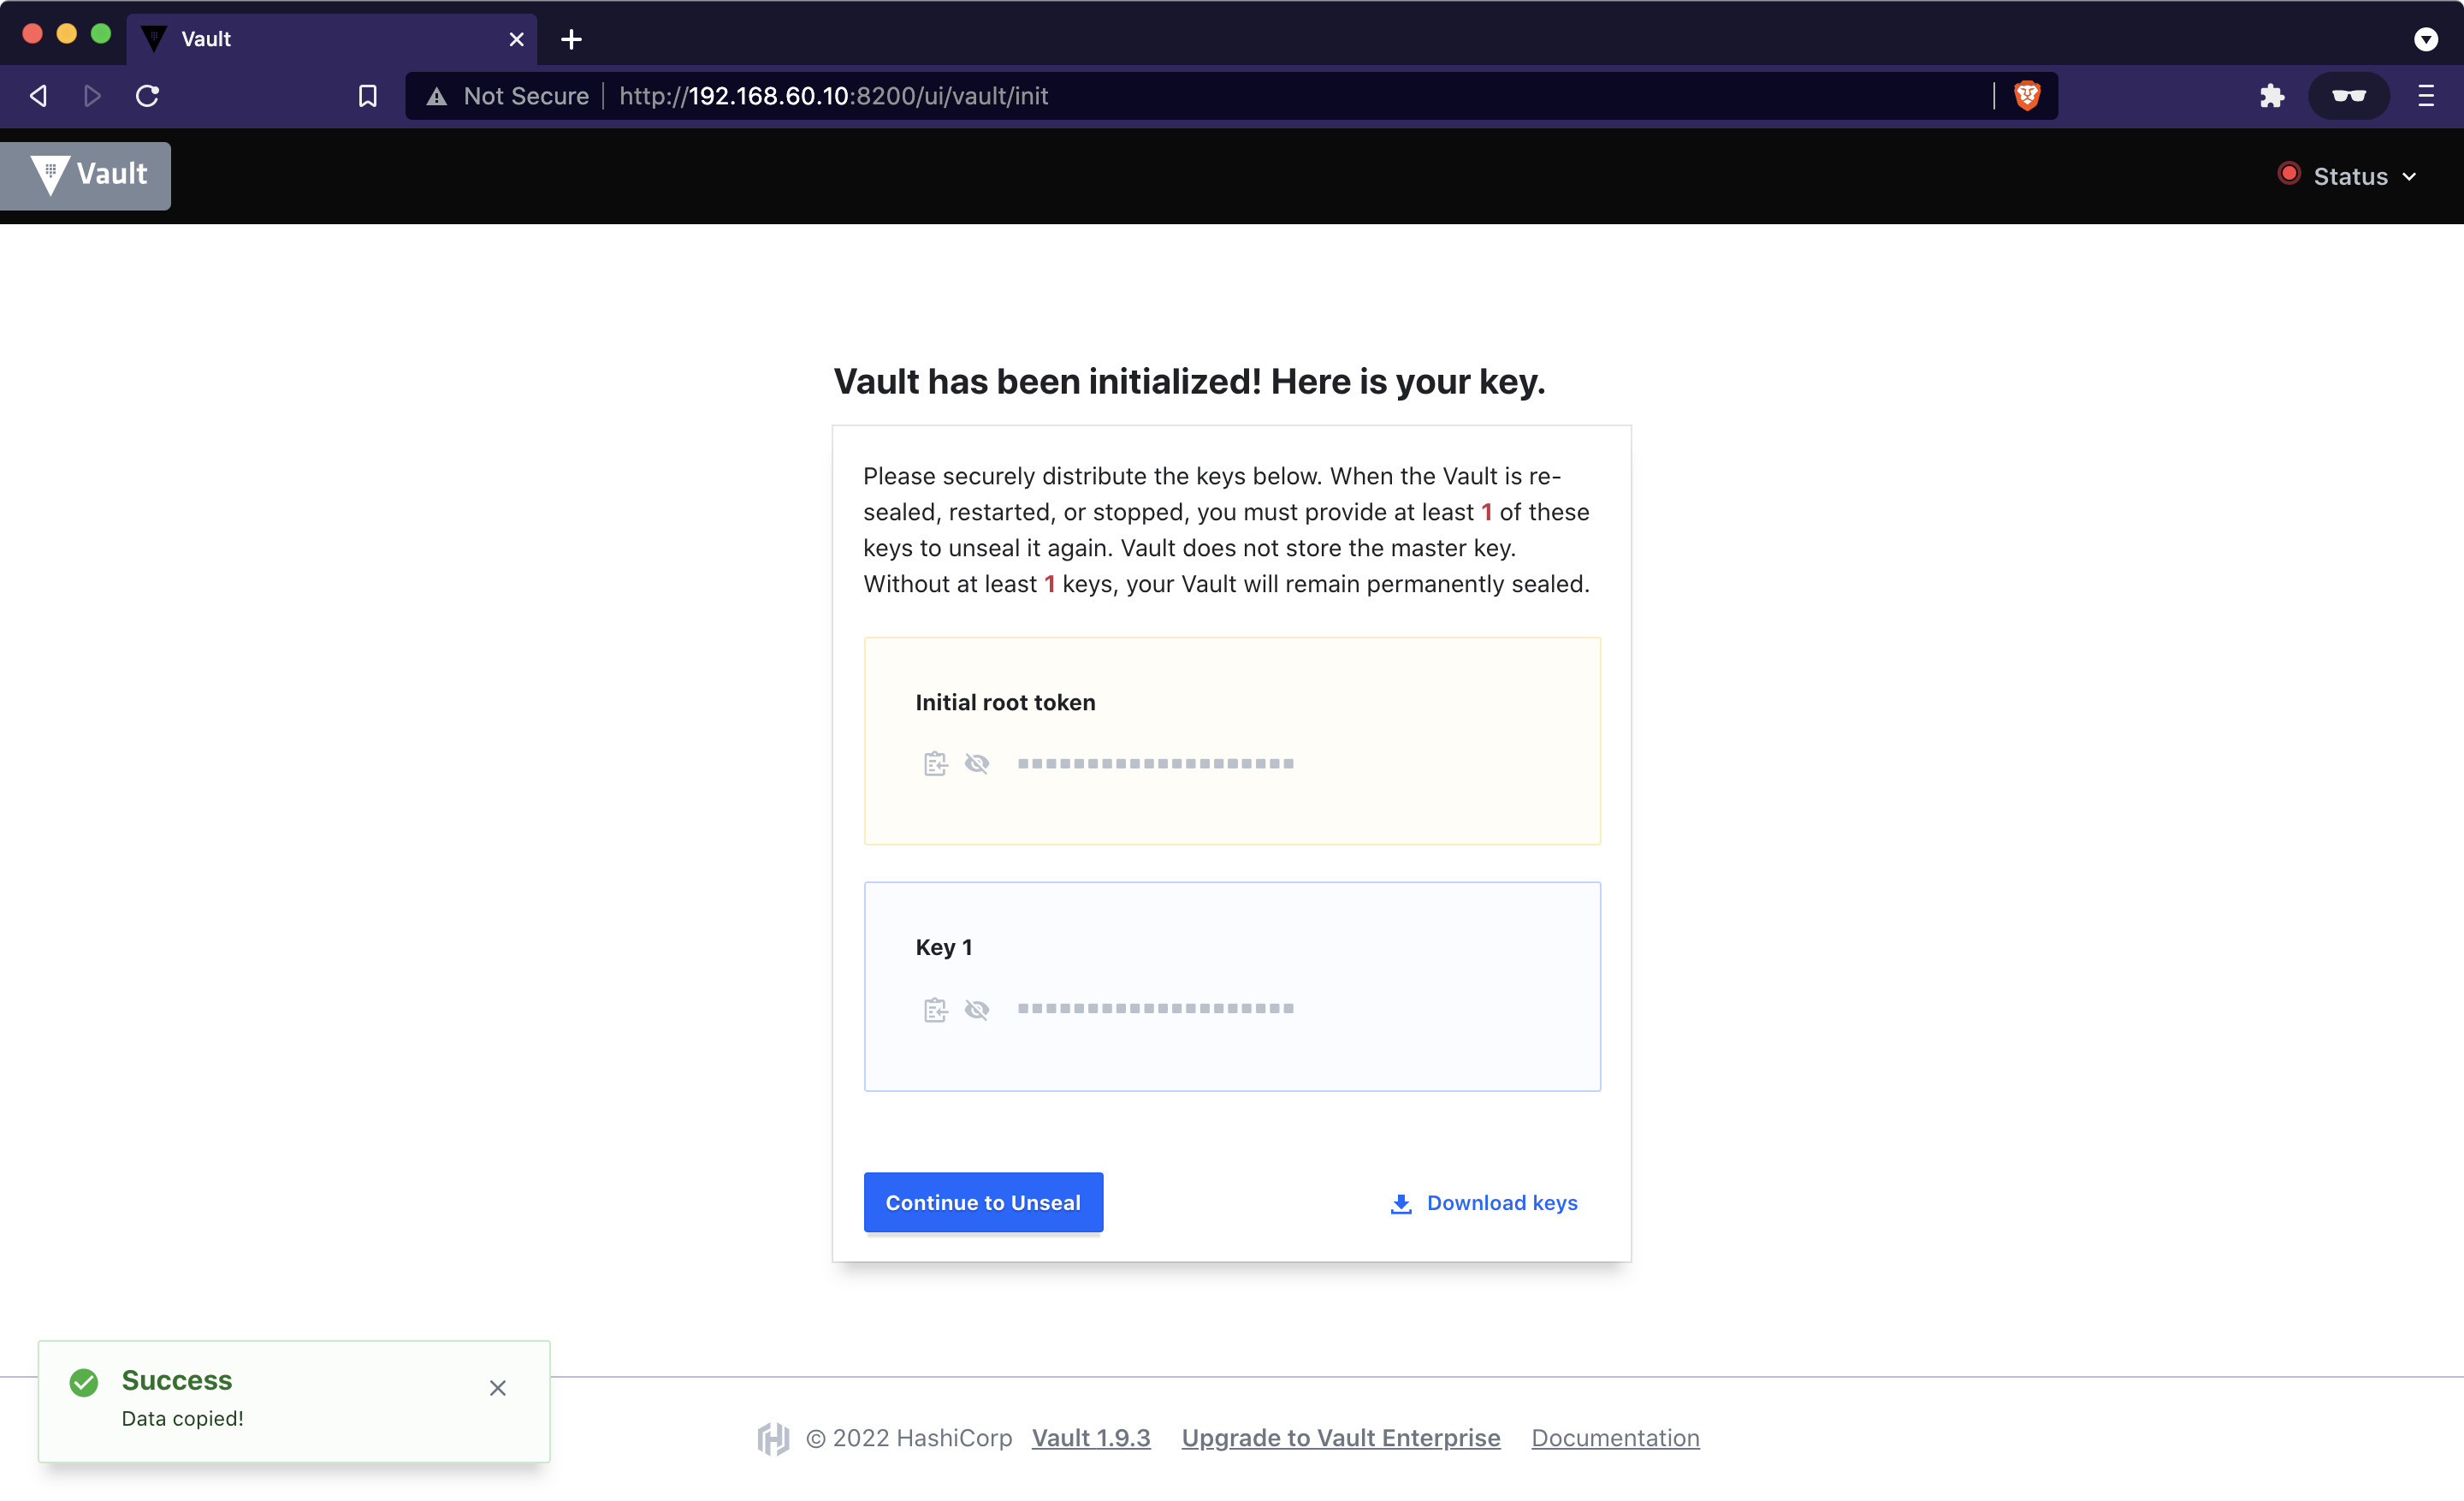 Vault
Not Secure
http://192.168.60.10:8200/ui/vault/init
Vault
Status
Vault has been initialized! Here is your key.
Please securely distribute the keys below. When the Vault is re-
sealed, restarted, or stopped, you must provide at least 1 of these
keys to unseal it again. Vault does not store the master key.
Without at least 1 keys, your Vault will remain permanently sealed.
Initial root token
Key 1
Continue to Unseal
Download keys
Success
Data copied!
© 2022 HashiCorp Vault 1.9.3 Upgrade to Vault Enterprise Documentation